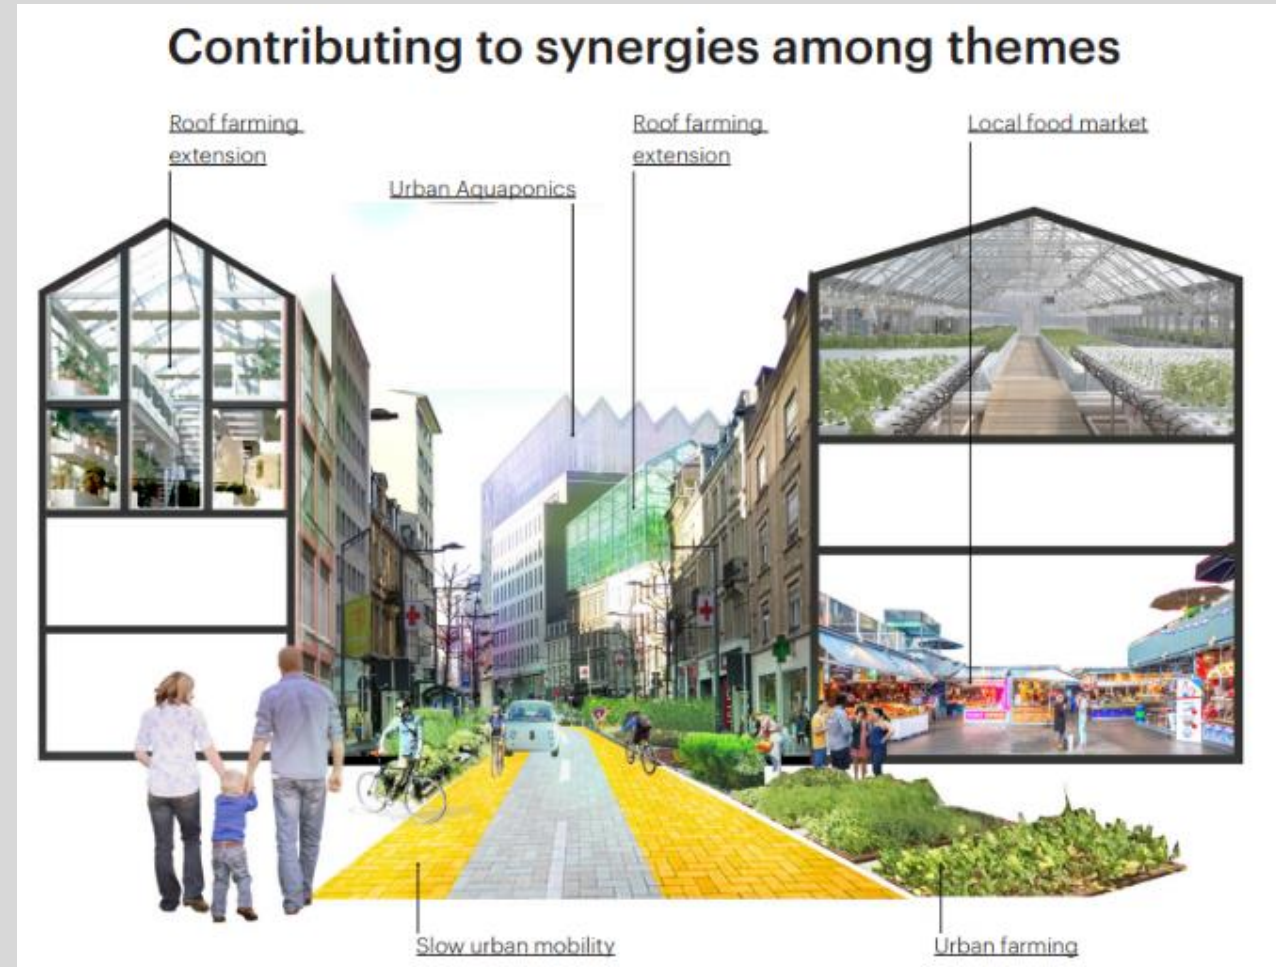 Contributing to synergies among themes
Roof farming
extension
Roof farming
extension
Local food market
Urban Aquaponics
Slow urban mobility
Urban farming